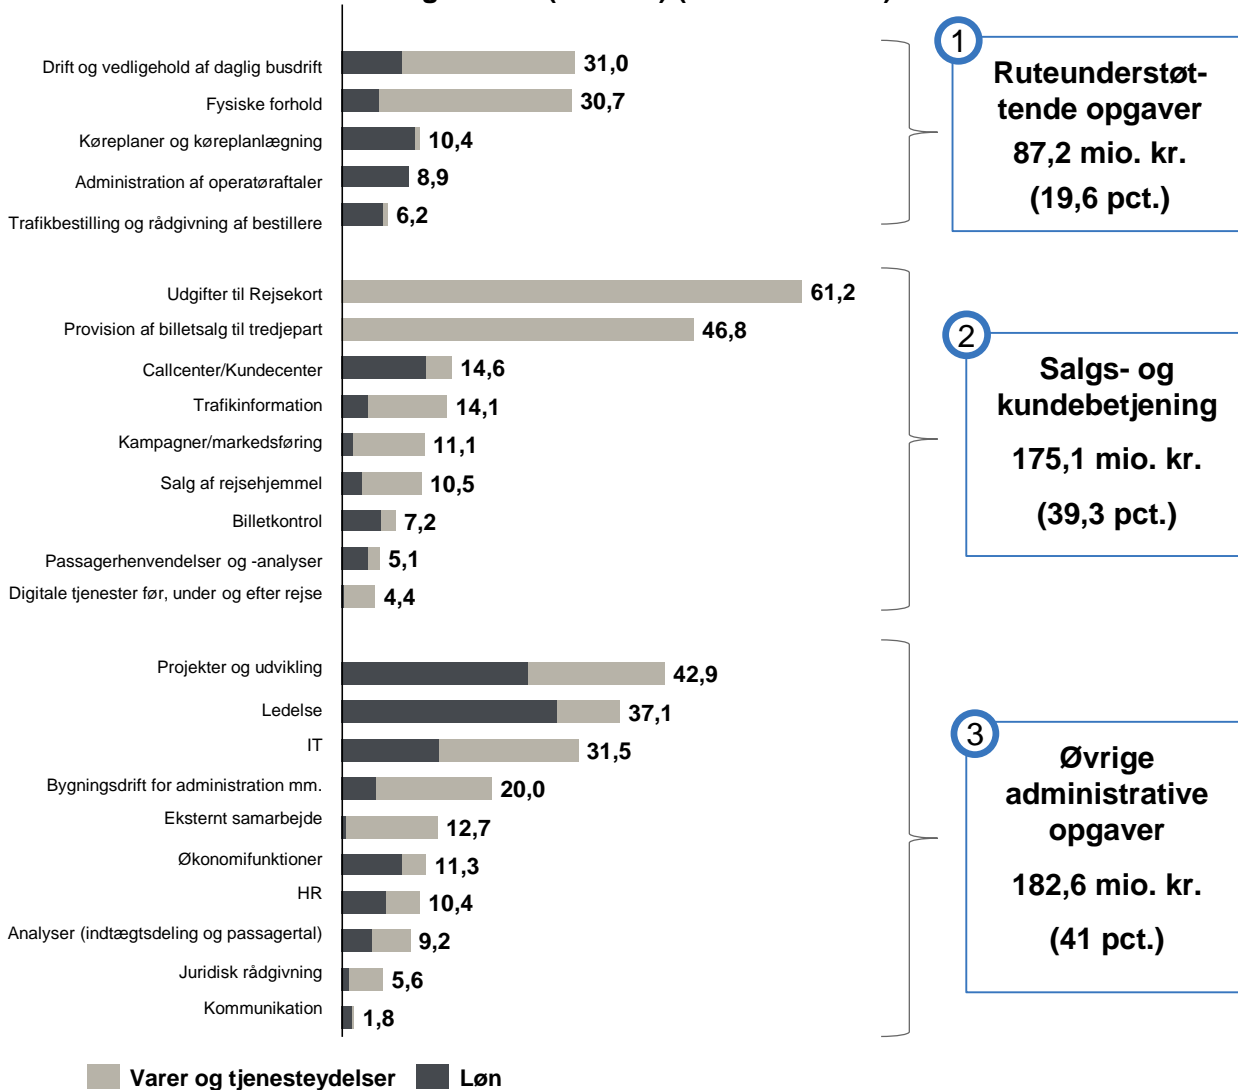 Drift og vedligehold af daglig busdrift
31,0
Fysiske forhold
30,7
Køreplaner og køreplanlægning
10,4
Administration af operatøraftaler
8,9
Trafikbestilling og rådgivning af bestillere
6,2
1
Ruteunderstøt-
tende opgaver
87,2 mio. kr.
(19,6 pct.)
Udgifter til Rejsekort
61,2
Provision af billetsalg til tredjepart
46,8
Callcenter/Kundecenter
14,6
Trafikinformation
14,1
Kampagner/markedsføring
11,1
Salg af rejsehjemmel
10,5
Billetkontrol
7,2
Passagerhenvendelser og -analyser
5,1
Digitale tjenester før, under og efter rejse
4,4
2
Salgs- og
kundebetjening
175,1 mio. kr.
(39,3 pct.)
Projekter og udvikling
42,9
Ledelse
37,1
IT
31,5
Bygningsdrift for administration mm.
20,0
Eksternt samarbejde
12,7
Økonomifunktioner
11,3
HR
10,4
Analyser (indtægtsdeling og passagertal)
9,2
Juridisk rådgivning
5,6
Kommunikation
1,8
3
Øvrige
administrative
opgaver
182,6 mio. kr.
(41 pct.)
Varer og tjenesteydelser
Løn